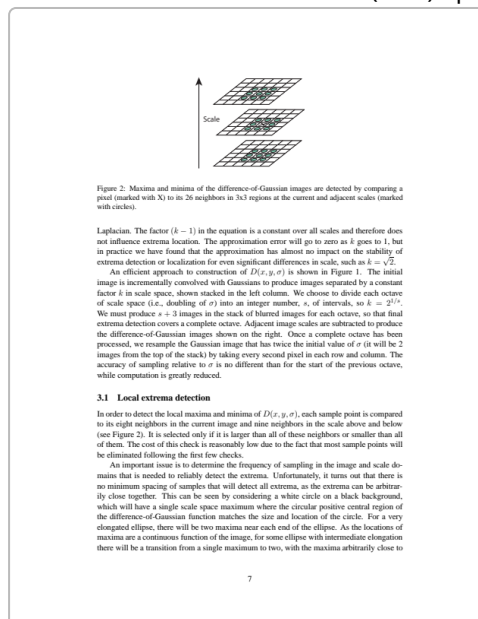 Scale
Figure 2: Maxima and minima of the difference-of-Gaussian images are detected by comparing a
pixel (marked with X) to its 26 neighbors in 3x3 regions at the current and adjacent scales (marked
with circles).
Laplacian. The factor (k − 1) in the equation is a constant over all scales and therefore does
not influence extrema location. The approximation error will go to zero as k goes to 1, but
in practice we have found that the approximation has almost no impact on the stability of
extrema detection or localization for even significant differences in scale, such as k = √2.
An efficient approach to construction of D(x, y, σ) is shown in Figure 1. The initial
image is incrementally convolved with Gaussians to produce images separated by a constant
factor k in scale space, shown stacked in the left column. We choose to divide each octave
of scale space (i.e., doubling of σ) into an integer number, s, of intervals, so k = 2^{1/s}.
We must produce s + 3 images in the stack of blurred images for each octave, so that final
extrema detection covers a complete octave. Adjacent image scales are subtracted to produce
the difference-of-Gaussian images shown on the right. Once a complete octave has been
processed, we resample the Gaussian image that has twice the initial value of σ (it will be 2
images from the top of the stack) by taking every second pixel in each row and column. The
accuracy of sampling relative to σ is no different than for the start of the previous octave,
while computation is greatly reduced.
3.1 Local extrema detection
In order to detect the local maxima and minima of D(x, y, σ), each sample point is compared
to its eight neighbors in the current image and nine neighbors in the scale above and below
(see Figure 2). It is selected only if it is larger than all of these neighbors or smaller than all
of them. The cost of this check is reasonably low due to the fact that most sample points will
be eliminated following the first few checks.
An important issue is to determine the frequency of sampling in the image and scale do-
mains that is needed to reliably detect the extrema. Unfortunately, it turns out that there is
no minimum spacing of samples that will detect all extrema, as the extrema can be arbitrar-
ily close together. This can be seen by considering a white circle on a black background,
which will have a single scale space maximum where the circular positive central region of
the difference-of-Gaussian function matches the size and location of the circle. For a very
elongated ellipse, there will be two maxima near each end of the ellipse. As the locations of
maxima are a continuous function of the image, for some ellipse with intermediate elongation
there will be a transition from a single maximum to two, with the maxima arbitrarily close to
7